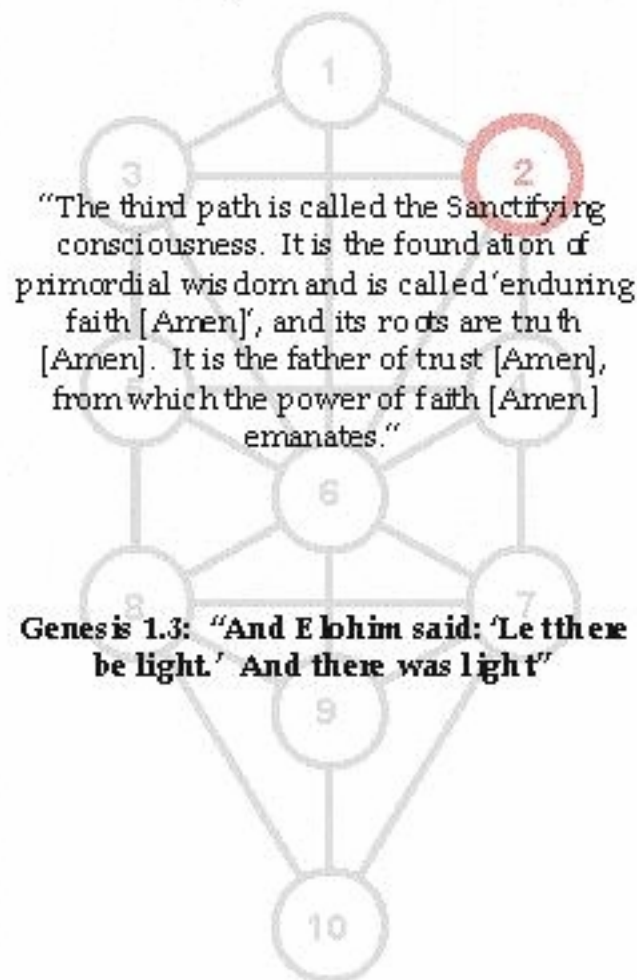 1
3
2
“The third path is called the Sanctifying
consciousness. It is the foundation of
primordial wisdom and is called ‘enduring
faith [Amen]’, and its roots are truth
[Amen]. It is the father of trust [Amen],
from which the power of faith [Amen]
emanates.“
5
4
6
8
7
Genesis 1.3: “And Elohim said: ‘Let there
be light.’ And there was light”
9
10